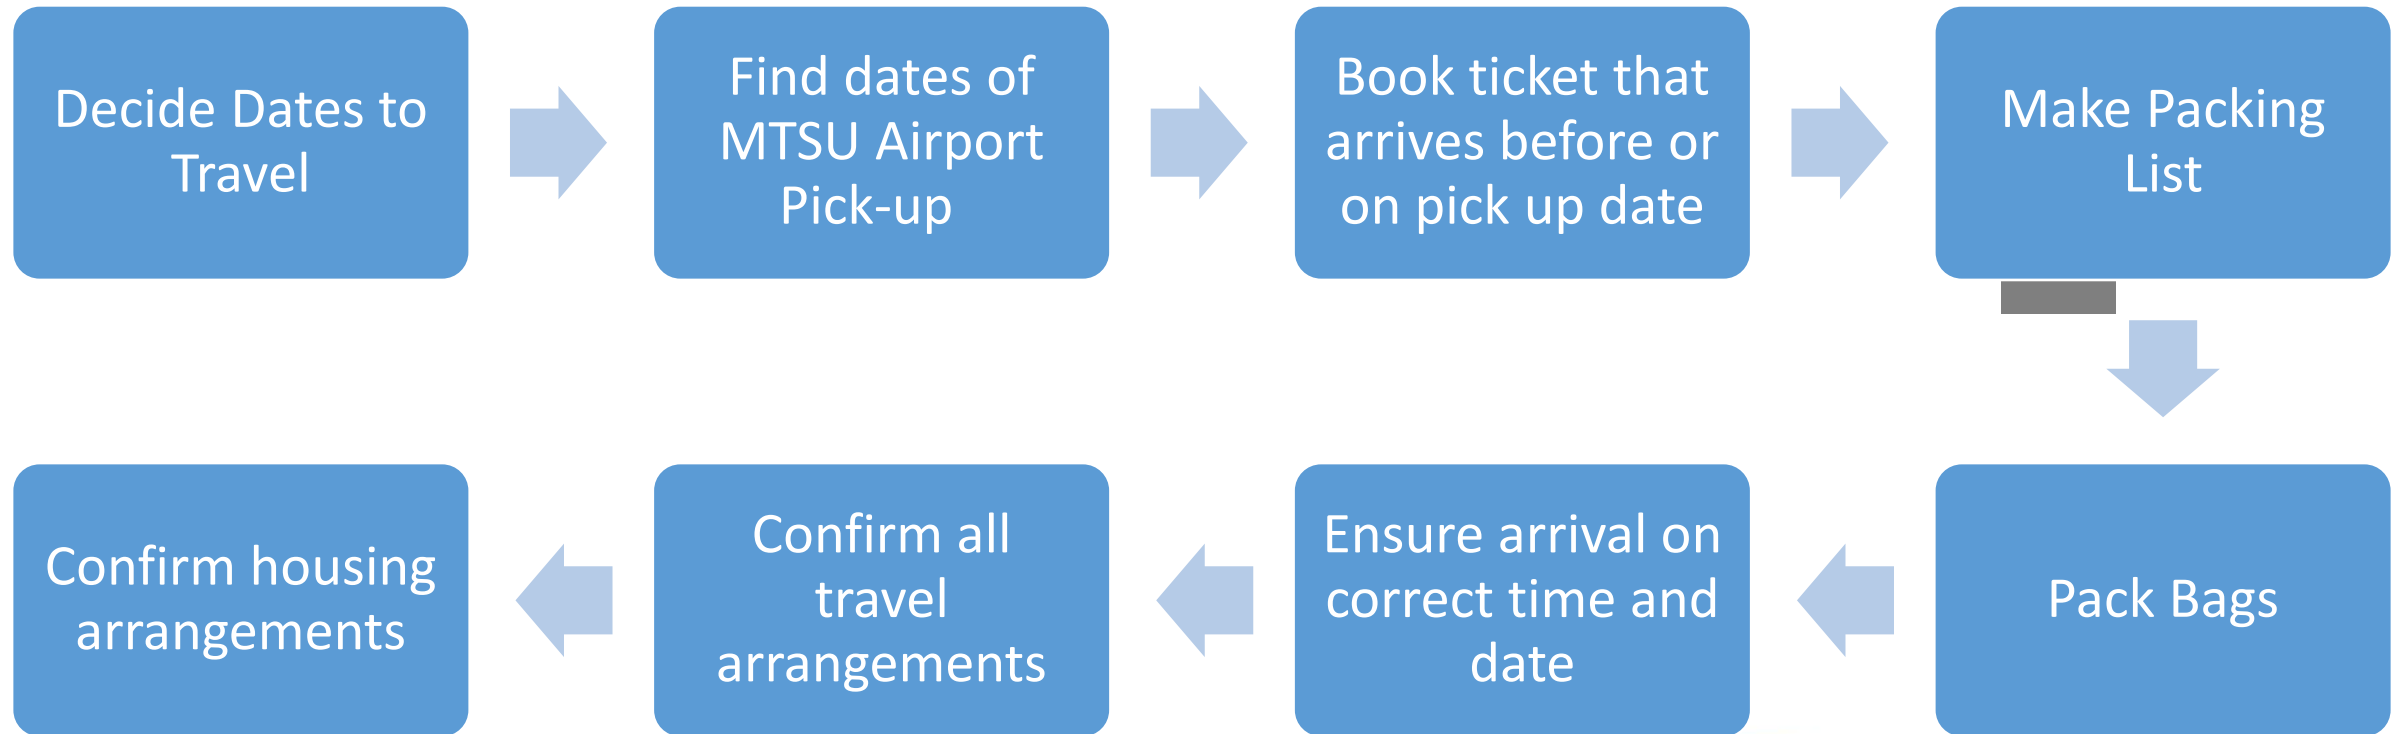 Decide Dates to
Travel
Find dates of
MTSU Airport
Pick-up
Book ticket that
arrives before or
on pick up date
Make Packing
List
Pack Bags
Ensure arrival on
correct time and
date
Confirm all
travel
arrangements
Confirm housing
arrangements